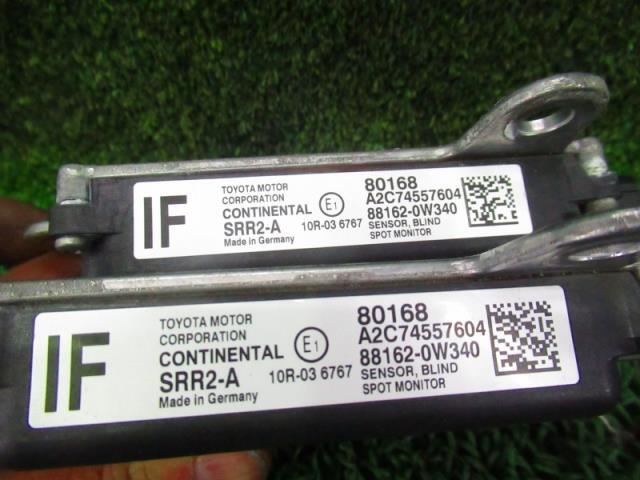 IF
TOYOTA MOTOR
CORPORATION
CONTINENTAL E1
SRR2-A 10R-03 6767
Made in Germany
80168
A2C74557604
88162-0W340
SENSOR, BLIND
SPOT MONITOR
IF
TOYOTA MOTOR
CORPORATION
CONTINENTAL E1
SRR2-A 10R-03 6767
Made in Germany
80168
A2C74557604
88162-0W340
SENSOR, BLIND
SPOT MONITOR